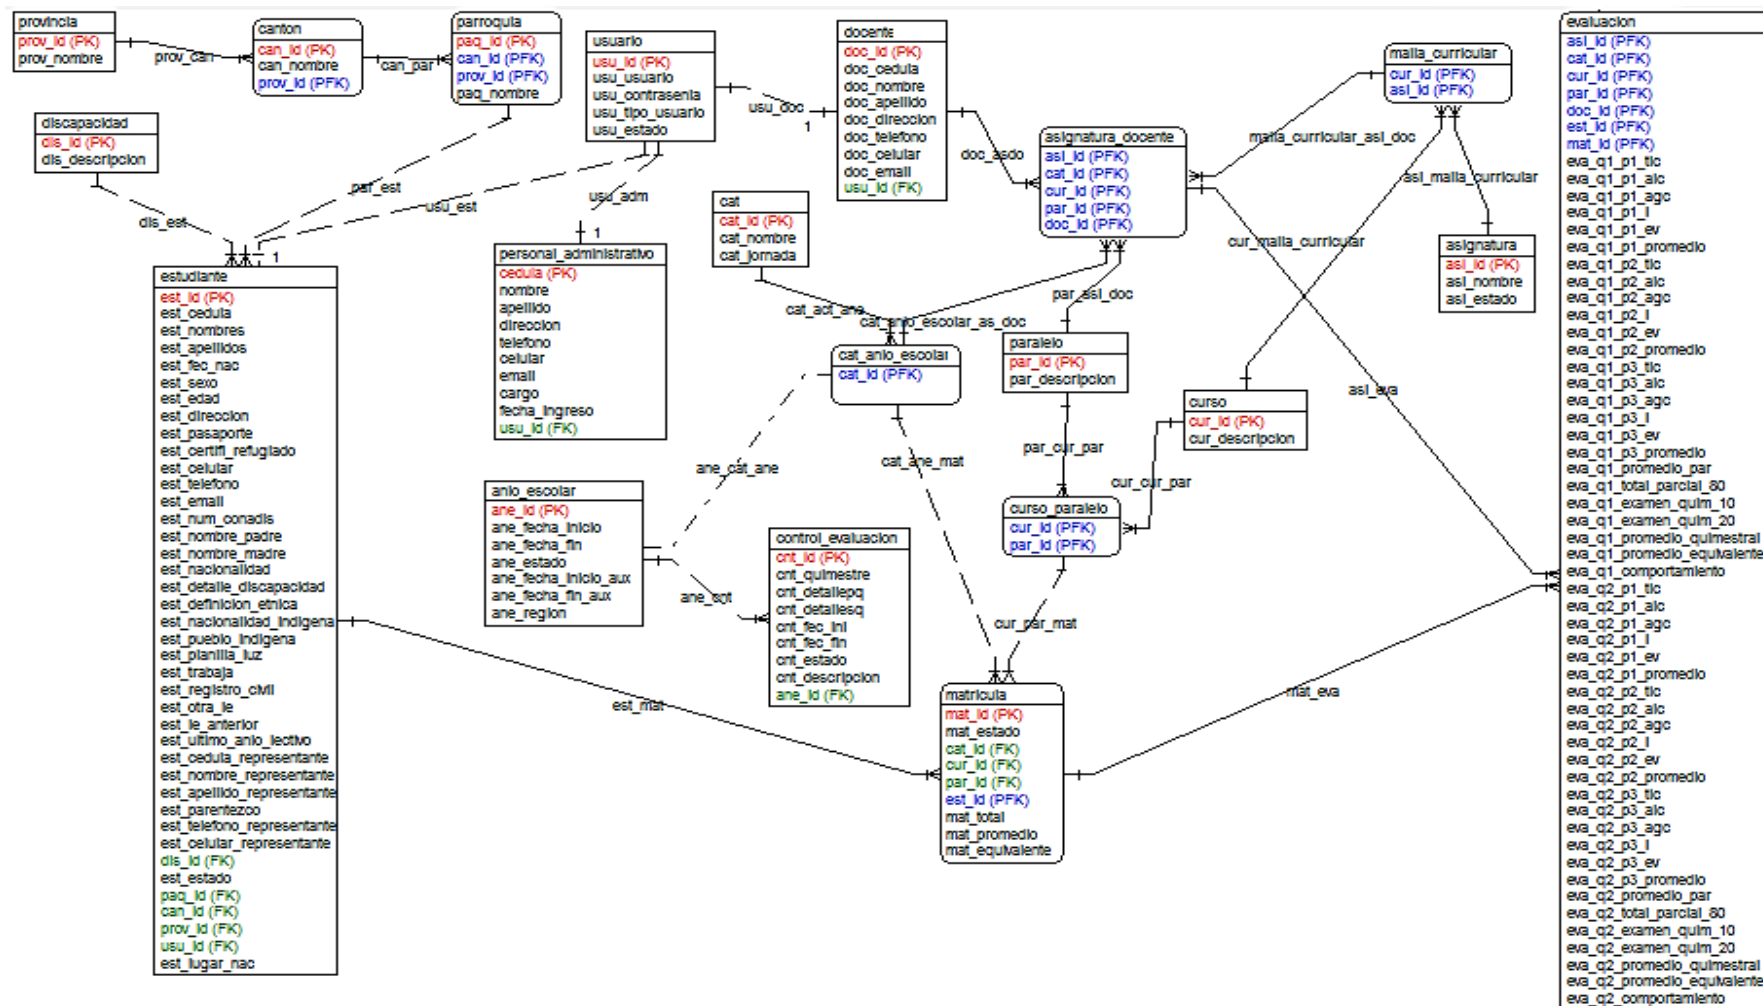 provincia
prov_id (PK)
prov_nombre
prov_can
canton
can_id (PK)
can_nombre
prov_id (PFK)
can_par
parroquia
paq_id (PK)
can_id (PFK)
prov_id (PFK)
paq_nombre
usuario
usu_id (PK)
usu_usuario
usu_contrasenia
usu_tipo_usuario
usu_estado
usu_doc
1
docente
doc_id (PK)
doc_cedula
doc_nombre
doc_apellido
doc_direccion
doc_telefono
doc_celular
doc_email
usu_id (FK)
doc_asdo
discapacidad
dis_id (PK)
dis_descripcion
dis_est
par_est
usu_est
usu_adm
1
1
asignatura_docente
asi_id (PFK)
cat_id (PFK)
cur_id (PFK)
par_id (PFK)
doc_id (PFK)
malla_curricular
cur_id (PFK)
asi_id (PFK)
malla_curricular_asi_doc
asi_malla_curricular
cur_malla_curricular
asignatura
asi_id (PK)
asi_nombre
asi_estado
cat
cat_id (PK)
cat_nombre
cat_jornada
cat_act_ane
cat_anio_escolar_as_doc
par_asi_doc
personal_administrativo
cedula (PK)
nombre
apellido
direccion
telefono
celular
email
cargo
fecha_ingreso
usu_id (FK)
cat_anio_escolar
cat_id (PFK)
paralelo
par_id (PK)
par_descripcion
curso
cur_id (PK)
cur_descripcion
asi_eva
par_cur_par
cur_cur_par
ane_cat_ane
cat_ane_mat
anio_escolar
ane_id (PK)
ane_fecha_inicio
ane_fecha_fin
ane_estado
ane_fecha_inicio_aux
ane_fecha_fin_aux
ane_region
ane_cnt
control_evaluacion
cnt_id (PK)
cnt_quimestre
cnt_detallepq
cnt_detallesq
cnt_fec_ini
cnt_fec_fin
cnt_estado
cnt_descripcion
ane_id (FK)
curso_paralelo
cur_id (PFK)
par_id (PFK)
cur_par_mat
est_mat
mat_eva
matricula
mat_id (PK)
mat_estado
cat_id (FK)
cur_id (FK)
par_id (FK)
est_id (PFK)
mat_total
mat_promedio
mat_equivalente
estudiante
est_id (PK)
est_cedula
est_nombres
est_apellidos
est_fec_nac
est_sexo
est_edad
est_direccion
est_pasaporte
est_certifi_refugiado
est_celular
est_telefono
est_email
est_num_conadis
est_nombre_padre
est_nombre_madre
est_nacionalidad
est_detalle_discapacidad
est_definicion_etnica
est_nacionalidad_indigena
est_pueblo_indigena
est_planilla_luz
est_trabaja
est_registro_civil
est_otra_ie
est_ie_anterior
est_ultimo_anio_lectivo
est_cedula_representante
est_nombre_representante
est_apellido_representante
est_parentezco
est_telefono_representante
est_celular_representante
dis_id (FK)
est_estado
paq_id (FK)
can_id (FK)
prov_id (FK)
usu_id (FK)
est_lugar_nac
evaluacion
asi_id (PFK)
cat_id (PFK)
cur_id (PFK)
par_id (PFK)
doc_id (PFK)
est_id (PFK)
mat_id (PFK)
eva_q1_p1_tic
eva_q1_p1_aic
eva_q1_p1_agc
eva_q1_p1_l
eva_q1_p1_ev
eva_q1_p1_promedio
eva_q1_p2_tic
eva_q1_p2_aic
eva_q1_p2_agc
eva_q1_p2_l
eva_q1_p2_ev
eva_q1_p2_promedio
eva_q1_p3_tic
eva_q1_p3_aic
eva_q1_p3_agc
eva_q1_p3_l
eva_q1_p3_ev
eva_q1_p3_promedio
eva_q1_promedio_par
eva_q1_total_parcial_80
eva_q1_examen_quim_10
eva_q1_examen_quim_20
eva_q1_promedio_quimestral
eva_q1_promedio_equivalente
eva_q1_comportamiento
eva_q2_p1_tic
eva_q2_p1_aic
eva_q2_p1_agc
eva_q2_p1_l
eva_q2_p1_ev
eva_q2_p1_promedio
eva_q2_p2_tic
eva_q2_p2_aic
eva_q2_p2_agc
eva_q2_p2_l
eva_q2_p2_ev
eva_q2_p2_promedio
eva_q2_p3_tic
eva_q2_p3_aic
eva_q2_p3_agc
eva_q2_p3_l
eva_q2_p3_ev
eva_q2_p3_promedio
eva_q2_promedio_par
eva_q2_total_parcial_80
eva_q2_examen_quim_10
eva_q2_examen_quim_20
eva_q2_promedio_quimestral
eva_q2_promedio_equivalente
eva_q2_comportamiento